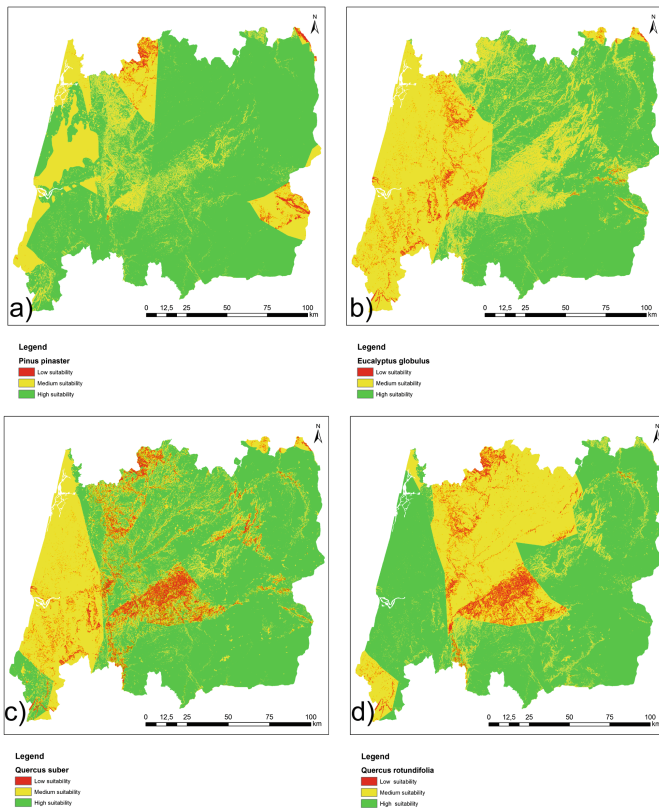 N
a)
0 12,5 25 50 75 100
km
Legend
Pinus pinaster
Low suitability
Medium suitability
High suitability
N
b)
0 12,5 25 50 75 100
km
Legend
Eucalyptus globulus
Low suitability
Medium suitability
High suitability
N
c)
0 12,5 25 50 75 100
km
Legend
Quercus suber
Low suitability
Medium suitability
High suitability
N
d)
0 12,5 25 50 75 100
km
Legend
Quercus rotundifolia
Low suitability
Medium suitability
High suitability